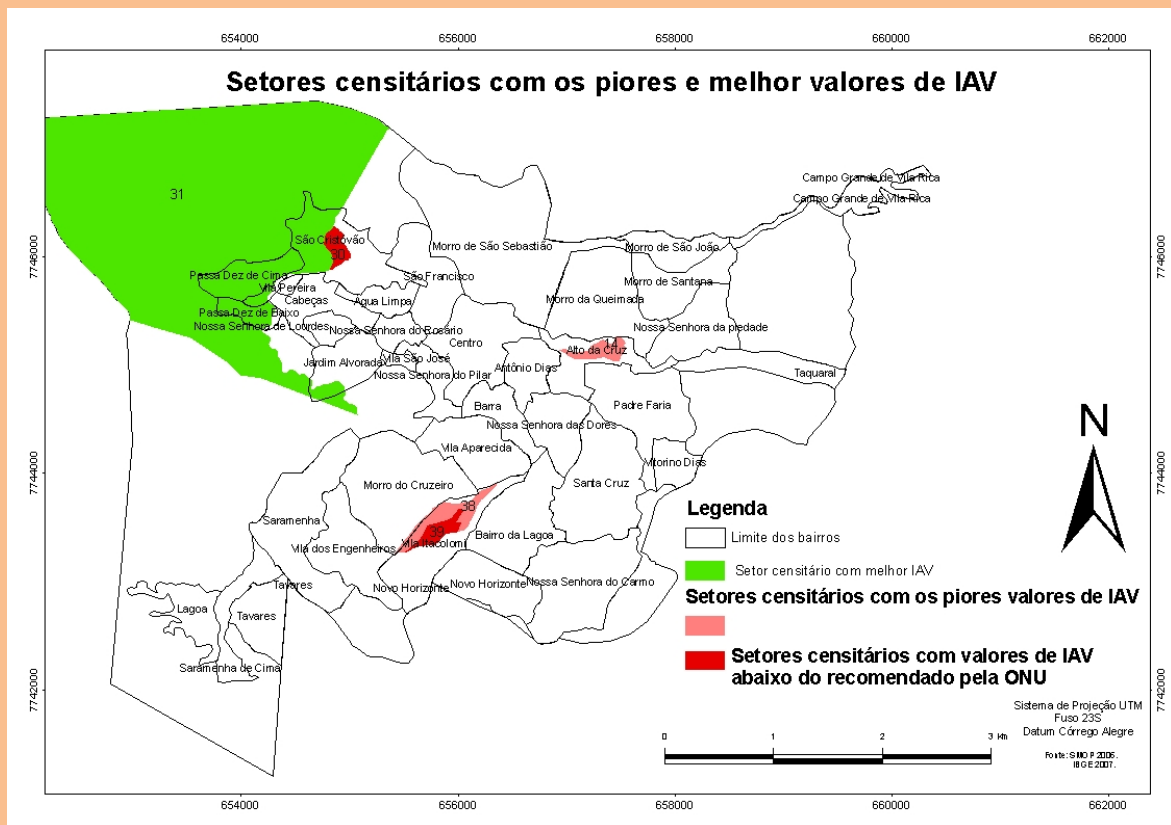 654000 656000 658000 660000 662000
Setores censitários com os piores e melhor valores de IAV
31
Campo Grande de Vila Rica
Campo Grande de Vila Rica
São Cristovão
30
Morro de São Sebastião
Morro de São João
7746000
7746000
Passa Dez de Cima
São Francisco
Vila Pereira
Morro de Santana
Cabeças
Agua Limpa
Morro da Queimada
Passa Dez de Baixo
Nossa Senhora de Lourdes
Nossa Senhora do Rosário
Nossa Senhora da piedade
Centro
14
Alto da Cruz
Vila São José
Jardim Alvorada
Antônio Dias
Nossa Senhora do Pilar
Taquaral
Barra
Padre Faria
Nossa Senhora das Dores
Vila Aparecida
Vitorino Dias
7744000
7744000
Morro do Cruzeiro
Santa Cruz
38
Saramenha
39
Bairro da Lagoa
Vila Itacolomi
Vila dos Engenheiros
Tavares
Novo Horizonte
Novo Horizonte
Nossa Senhora do Carmo
Lagoa
Tavares
Saramenha de Cima
7742000
7742000
N
Legenda
Limite dos bairros
Setor censitário com melhor IAV
Setores censitários com os piores valores de IAV
Setores censitários com valores de IAV
abaixo do recomendado pela ONU
Sistema de Projeção UTM
Fuso 23S
Datum Córrego Alegre
0 1 2 3 km
IBGE 2007.
654000 656000 658000 660000 662000